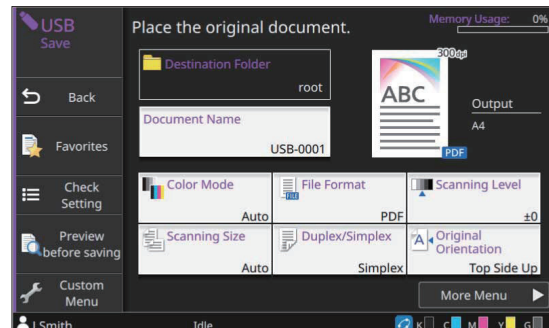 USB
Save
Place the original document.
Memory Usage: 0%
Destination Folder
root
300dpi
ABC
PDF
Output
A4
Back
Document Name
USB-0001
Favorites
Check
Setting
Color Mode
Auto
File Format
FILE
PDF
Scanning Level
±0
Preview
before saving
Scanning Size
Auto
Duplex/Simplex
Simplex
A
Original
Orientation
Top Side Up
Custom
Menu
More Menu
J.Smith
Idle
K C M Y G